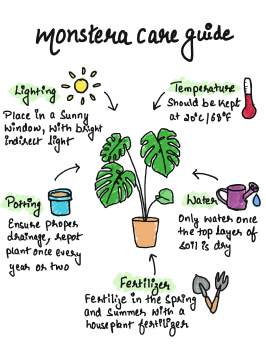 monstera care guide
Lighting
Place in a sunny
window, with bright
indirect light
Temperature
Should be kept
at 20°C/68°F
Potting
Ensure proper
drainage, repot
plant once every
year or two
Water
Only water once
the top layer of
soil is dry
Fertilizer
Fertilize in the spring
and summer with a
houseplant fertilizer